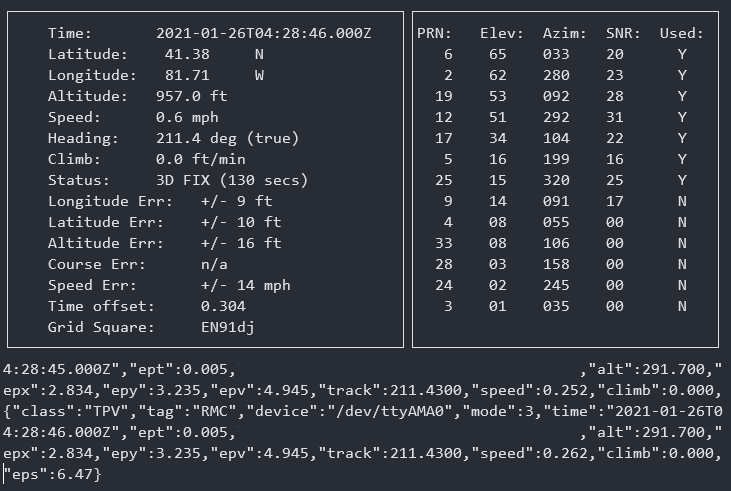 Time: 2021-01-26T04:28:46.000Z
Latitude: 41.38 N
Longitude: 81.71 W
Altitude: 957.0 ft
Speed: 0.6 mph
Heading: 211.4 deg (true)
Climb: 0.0 ft/min
Status: 3D FIX (130 secs)
Longitude Err: +/- 9 ft
Latitude Err: +/- 10 ft
Altitude Err: +/- 16 ft
Course Err: n/a
Speed Err: +/- 14 mph
Time offset: 0.304
Grid Square: EN91dj
PRN: Elev: Azim: SNR: Used:
6 65 033 20 Y
2 62 280 23 Y
19 53 092 28 Y
12 51 292 31 Y
17 34 104 22 Y
5 16 199 16 Y
25 15 320 25 Y
9 14 091 17 N
4 08 055 00 N
33 08 106 00 N
28 03 158 00 N
24 02 245 00 N
3 01 035 00 N
4:28:45.000Z","ept":0.005, ,"alt":291.700,"
epx":2.834,"epy":3.235,"epv":4.945,"track":211.4300,"speed":0.252,"climb":0.000,
{"class":"TPV","tag":"RMC","device":"/dev/ttyAMA0","mode":3,"time":"2021-01-26T0
4:28:46.000Z","ept":0.005, ,"alt":291.700,"
epx":2.834,"epy":3.235,"epv":4.945,"track":211.4300,"speed":0.262,"climb":0.000,
"eps":6.47}